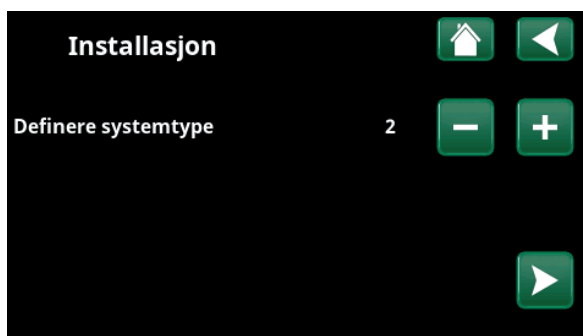 Installasjon
Definere systemtype 2 − +